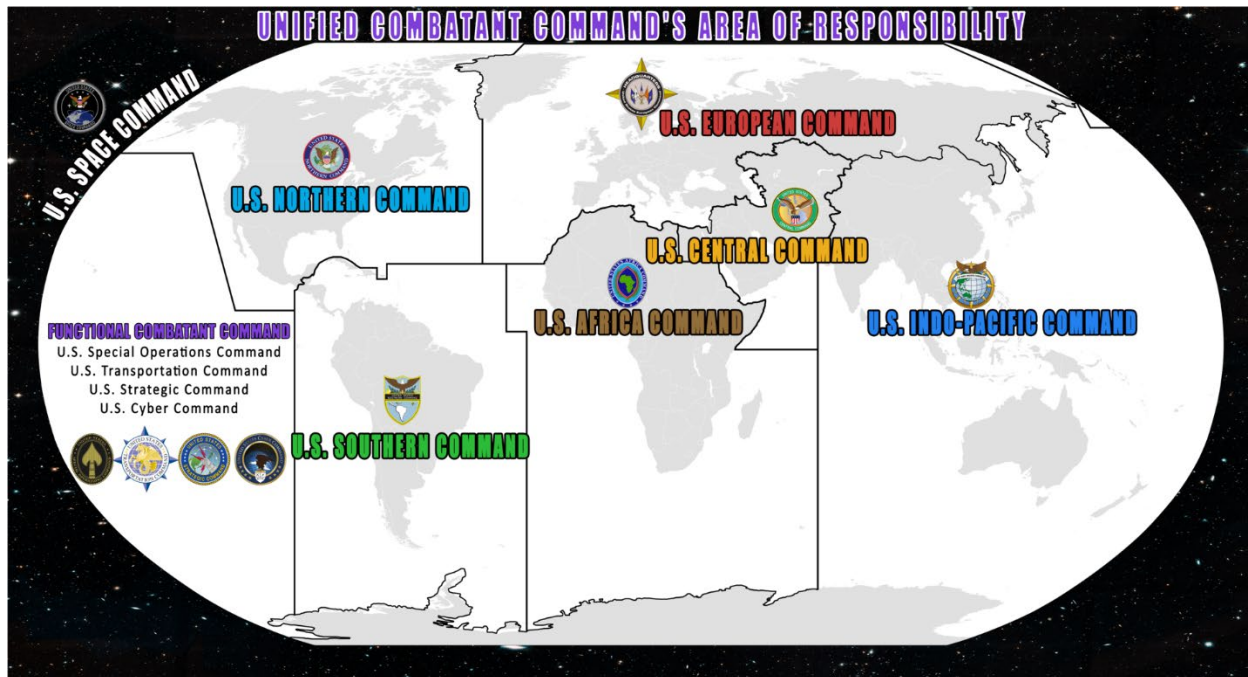 UNIFIED COMBATANT COMMAND'S AREA OF RESPONSIBILITY
U.S. SPACE COMMAND
U.S. EUROPEAN COMMAND
U.S. NORTHERN COMMAND
U.S. CENTRAL COMMAND
U.S. AFRICA COMMAND
U.S. INDO-PACIFIC COMMAND
FUNCTIONAL COMBATANT COMMAND
U.S. Special Operations Command
U.S. Transportation Command
U.S. Strategic Command
U.S. Cyber Command
U.S. SOUTHERN COMMAND